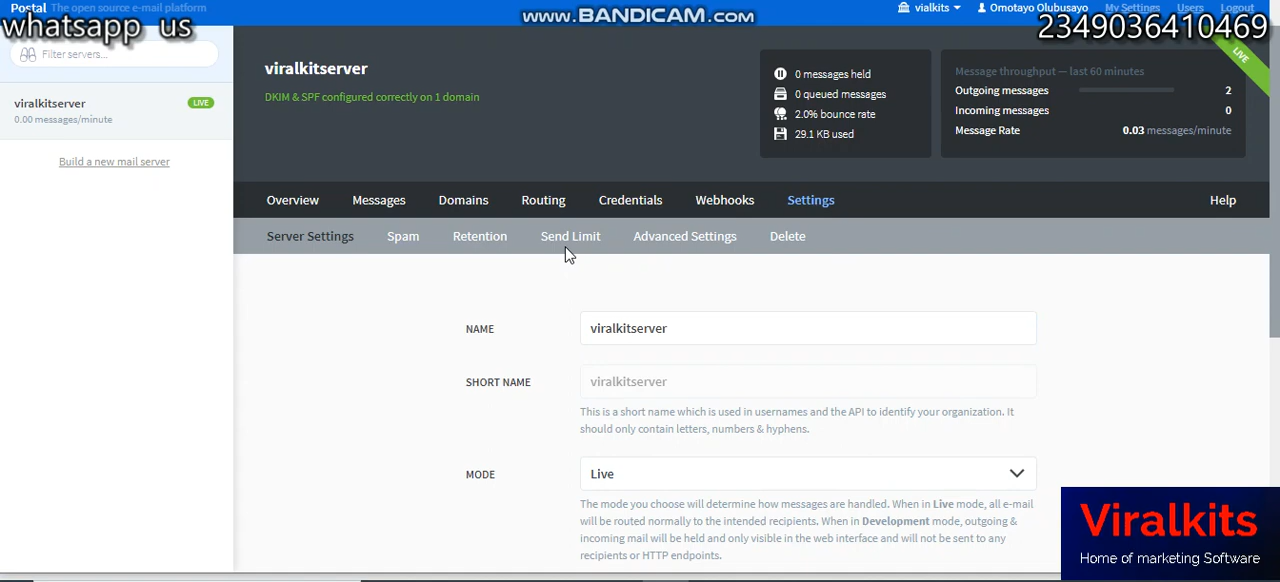 Postal The open source e-mail platform
www.BANDICAM.com
vialkits
Omotayo Olubusayo
My Settings
Users
Logout
whatsapp us
2349036410469
Filter servers...
LIVE
viralkitserver
LIVE
0.00 messages/minute
Build a new mail server
viralkitserver
DKIM & SPF configured correctly on 1 domain
0 messages held
0 queued messages
2.0% bounce rate
29.1 KB used
Message throughput — last 60 minutes
Outgoing messages 2
Incoming messages 0
Message Rate 0.03 messages/minute
Overview Messages Domains Routing Credentials Webhooks Settings Help
Server Settings Spam Retention Send Limit Advanced Settings Delete
NAME viralkitserver
SHORT NAME viralkitserver
This is a short name which is used in usernames and the API to identify your organization. It
should only contain letters, numbers & hyphens.
MODE Live
The mode you choose will determine how messages are handled. When in Live mode, all e-mail
will be routed normally to the intended recipients. When in Development mode, outgoing &
incoming mail will be held and only visible in the web interface and will not be sent to any
recipients or HTTP endpoints.
Viralkits
Home of marketing Software